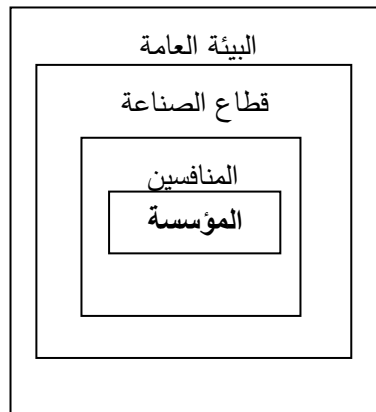 البيئة العامة
قطاع الصناعة
المنافسين
المؤسسة